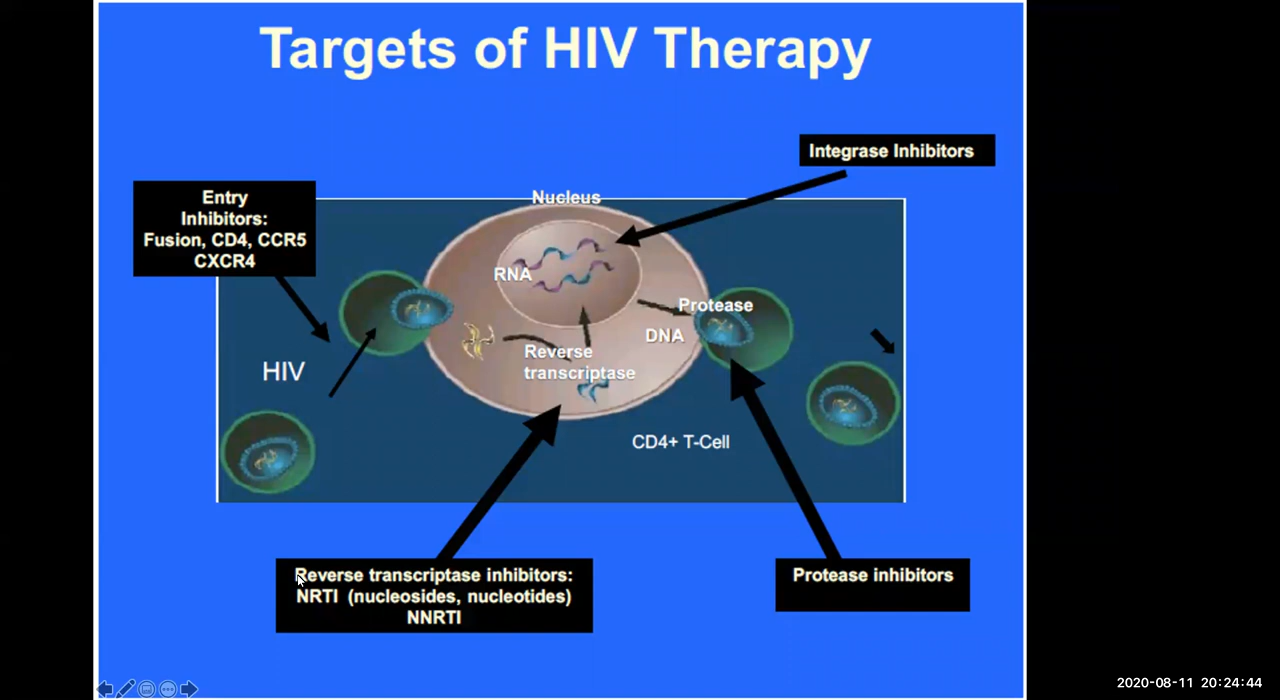 Targets of HIV Therapy
Integrase Inhibitors
Entry
Inhibitors:
Fusion, CD4, CCR5
CXCR4
Nucleus
RNA
Protease
DNA
Reverse
transcriptase
HIV
CD4+ T-Cell
Reverse transcriptase inhibitors:
NRTI (nucleosides, nucleotides)
NNRTI
Protease inhibitors
2020-08-11 20:24:44